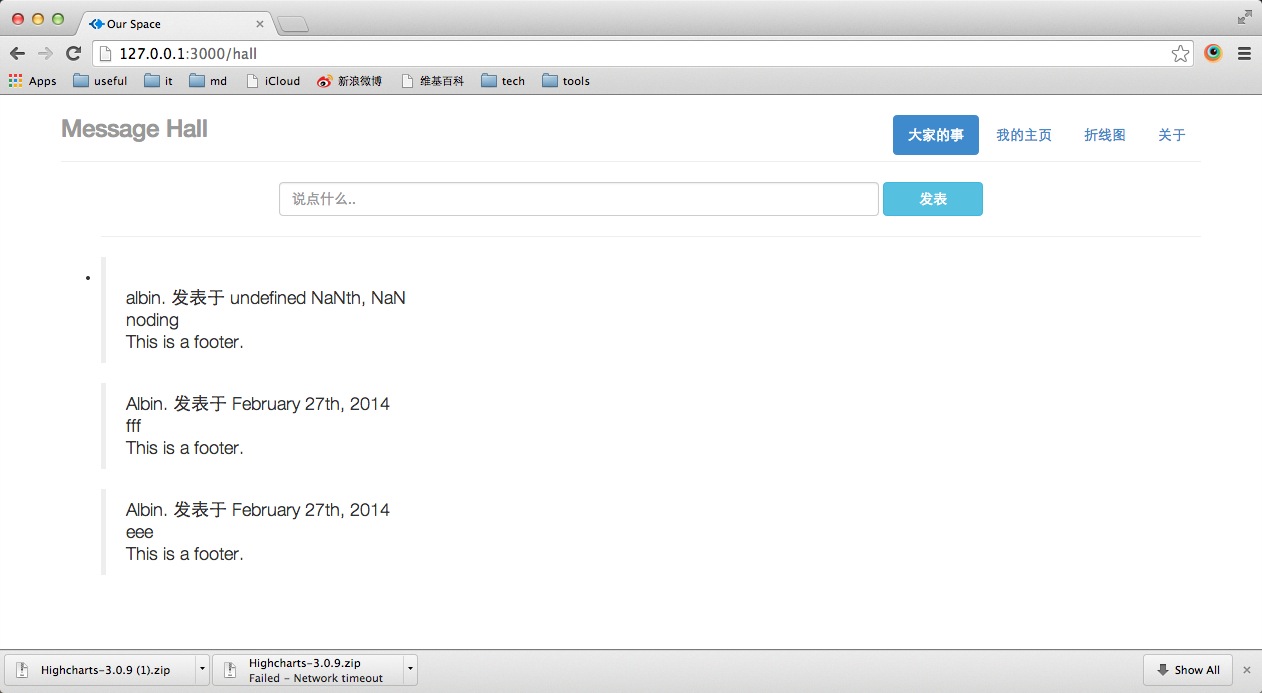 Our Space
127.0.0.1:3000/hall
Apps useful it md iCloud 新浪微博 维基百科 tech tools
Message Hall 大家的事 我的主页 折线图 关于
说点什么.. 发表
albin. 发表于 undefined NaNth, NaN
noding
This is a footer.
Albin. 发表于 February 27th, 2014
fff
This is a footer.
Albin. 发表于 February 27th, 2014
eee
This is a footer.
Highcharts-3.0.9 (1).zip
Highcharts-3.0.9.zip
Failed - Network timeout
Show All